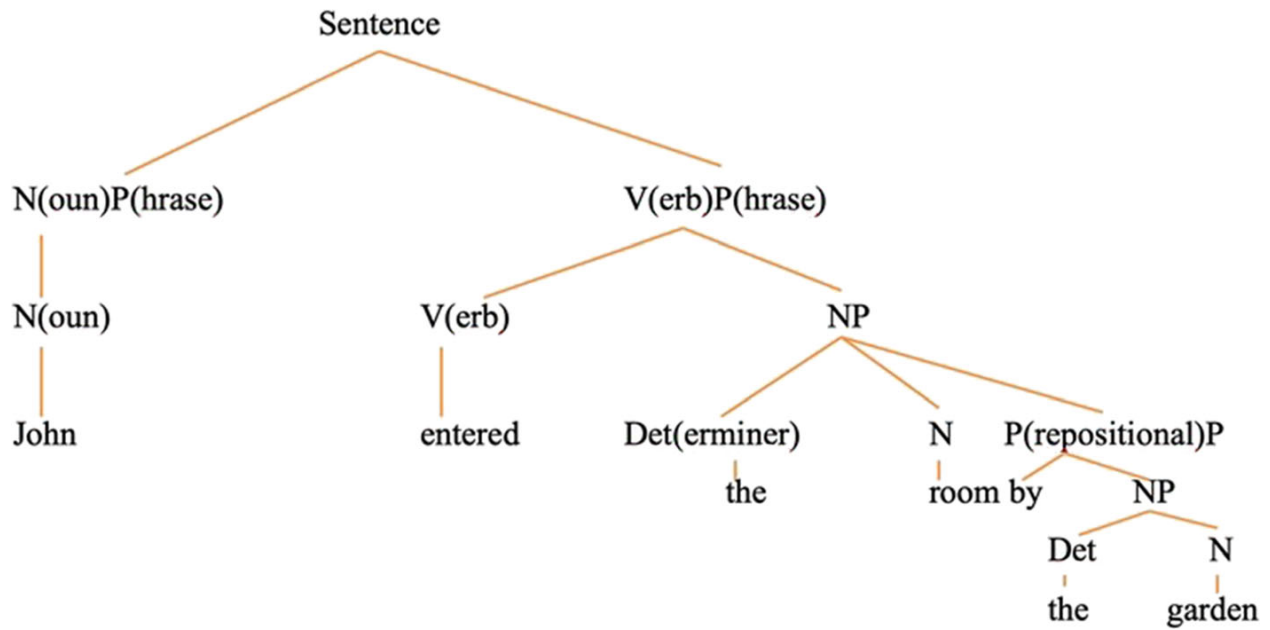 Sentence
N(oun)P(hrase) V(erb)P(hrase)
N(oun) V(erb) NP
John entered Det(erminer) N P(repositional)P
the room by NP
Det N
the garden